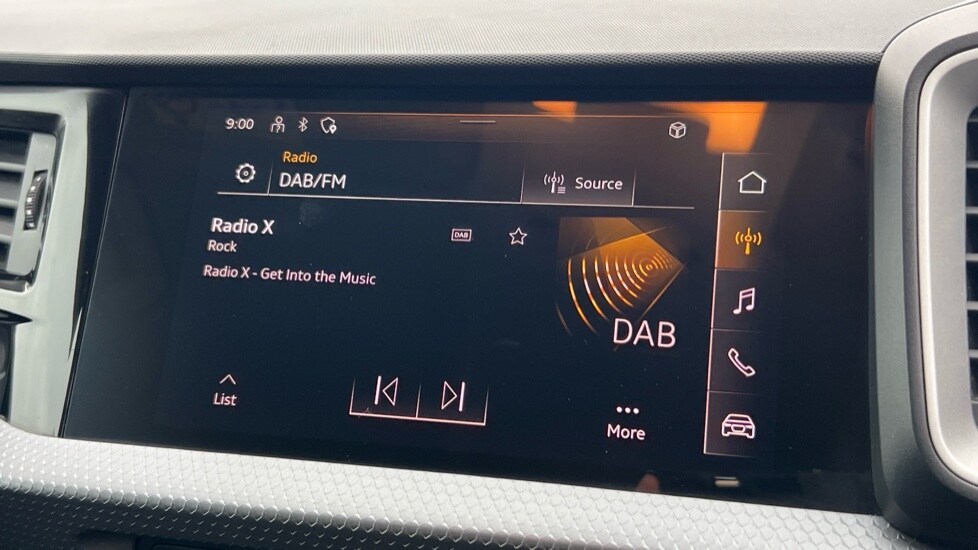 9:00
Radio
DAB/FM
Source
Radio X
DAB
Rock
Radio X - Get Into the Music
DAB
List
More